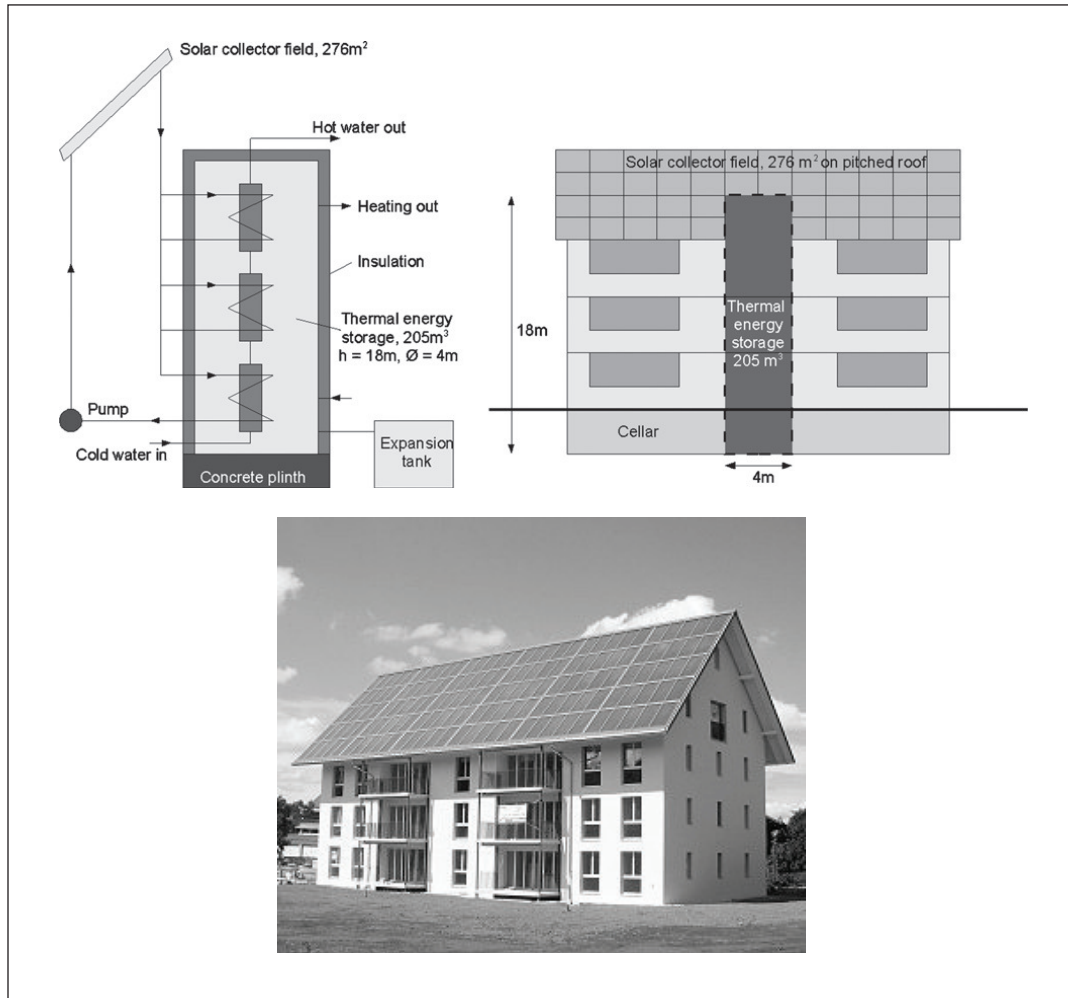 Solar collector field, 276m²
Hot water out
Heating out
Insulation
Thermal energy
storage, 205m³
h = 18m, Ø = 4m
Pump
Cold water in
Expansion
tank
Concrete plinth
Solar collector field, 276 m² on pitched roof
18m
Thermal
energy
storage
205 m³
Cellar
4m